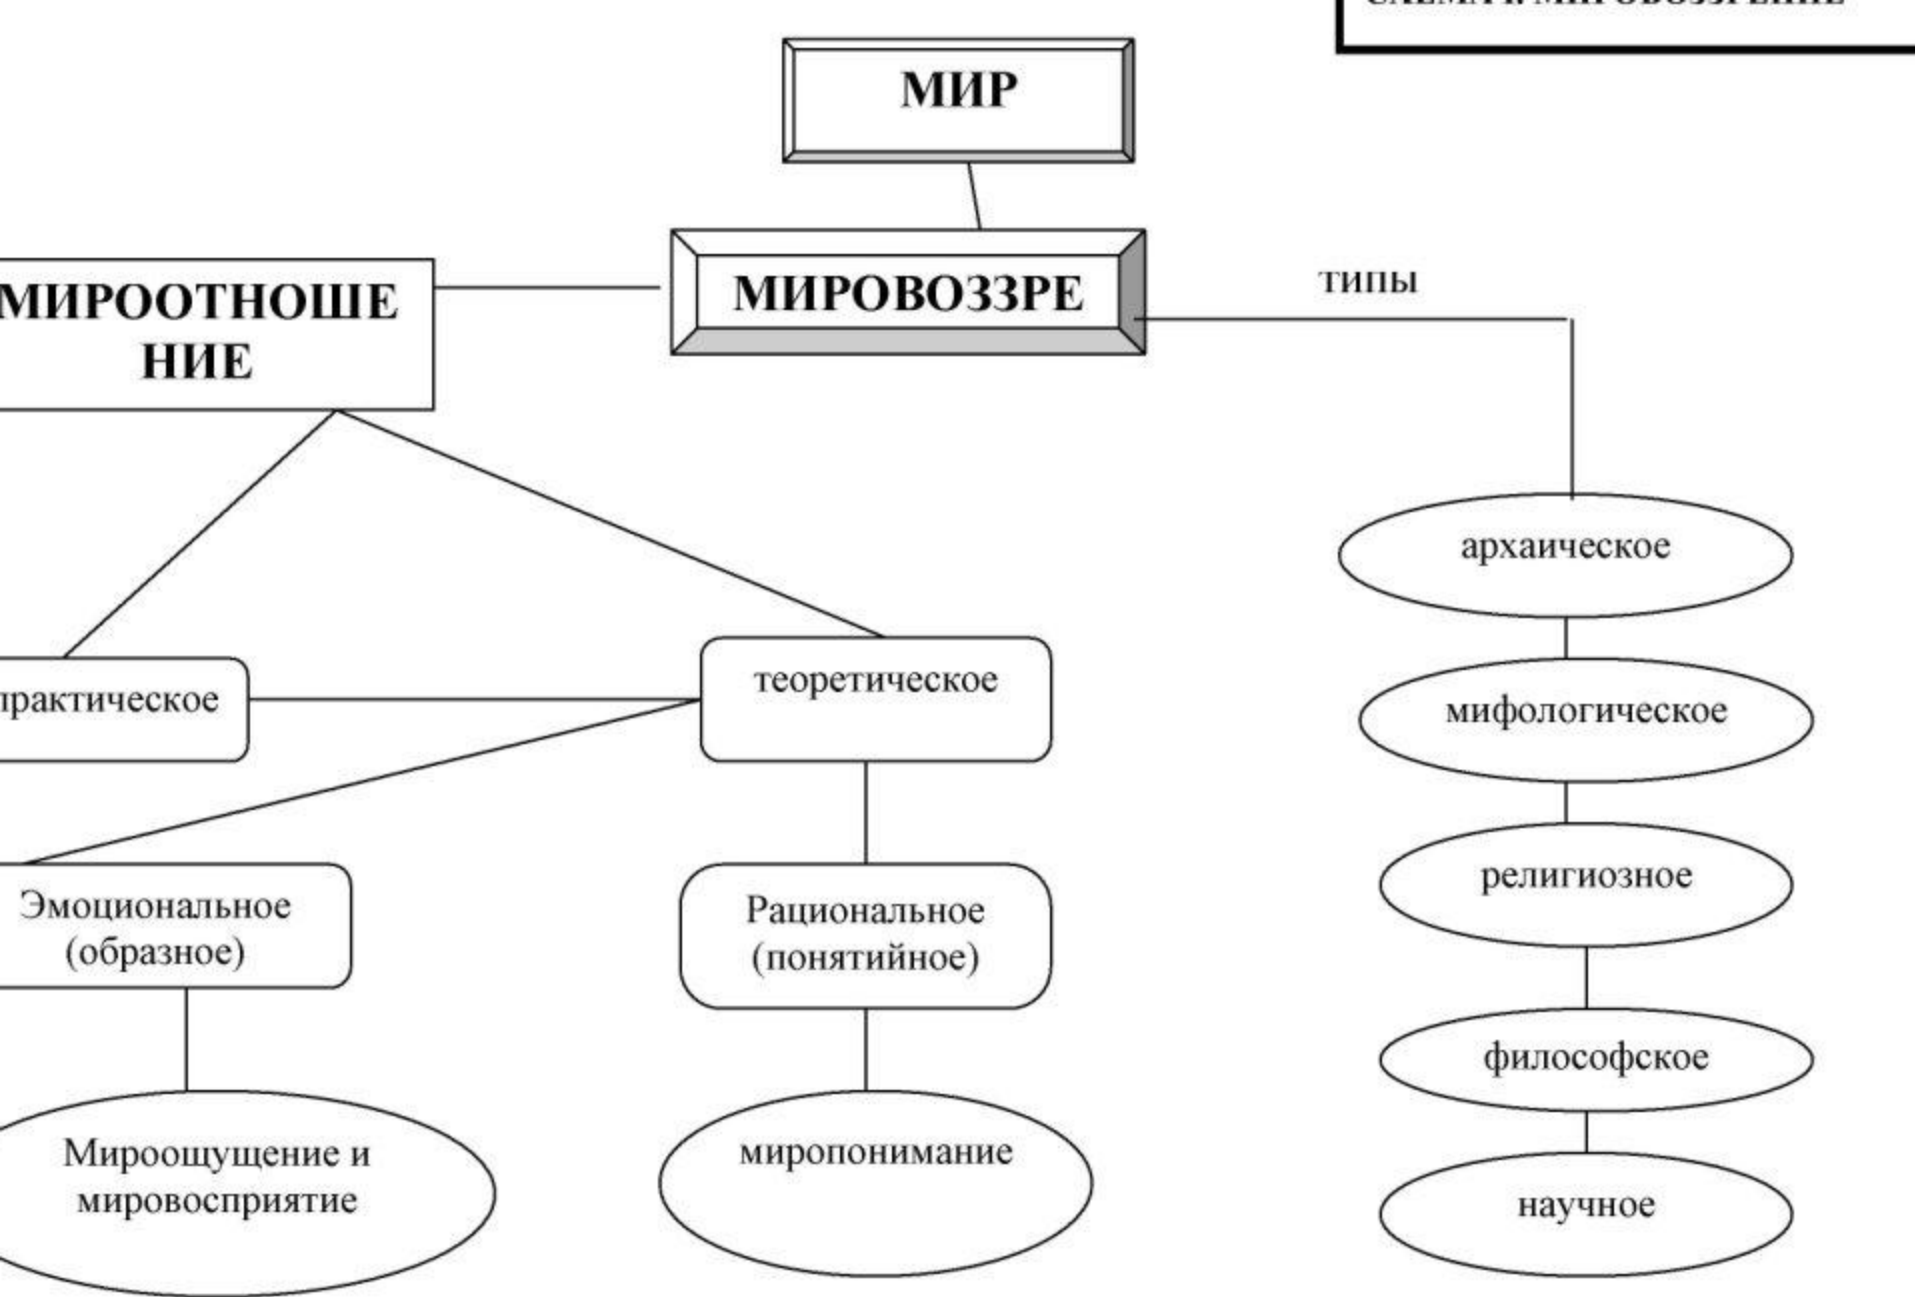 МИР
МИРОВОЗЗРЕ
МИРООТНОШЕ
НИЕ
типы
архаическое
теоретическое
практическое
мифологическое
религиозное
Эмоциональное
(образное)
Рациональное
(понятийное)
философское
Мироощущение и
мировосприятие
миропонимание
научное